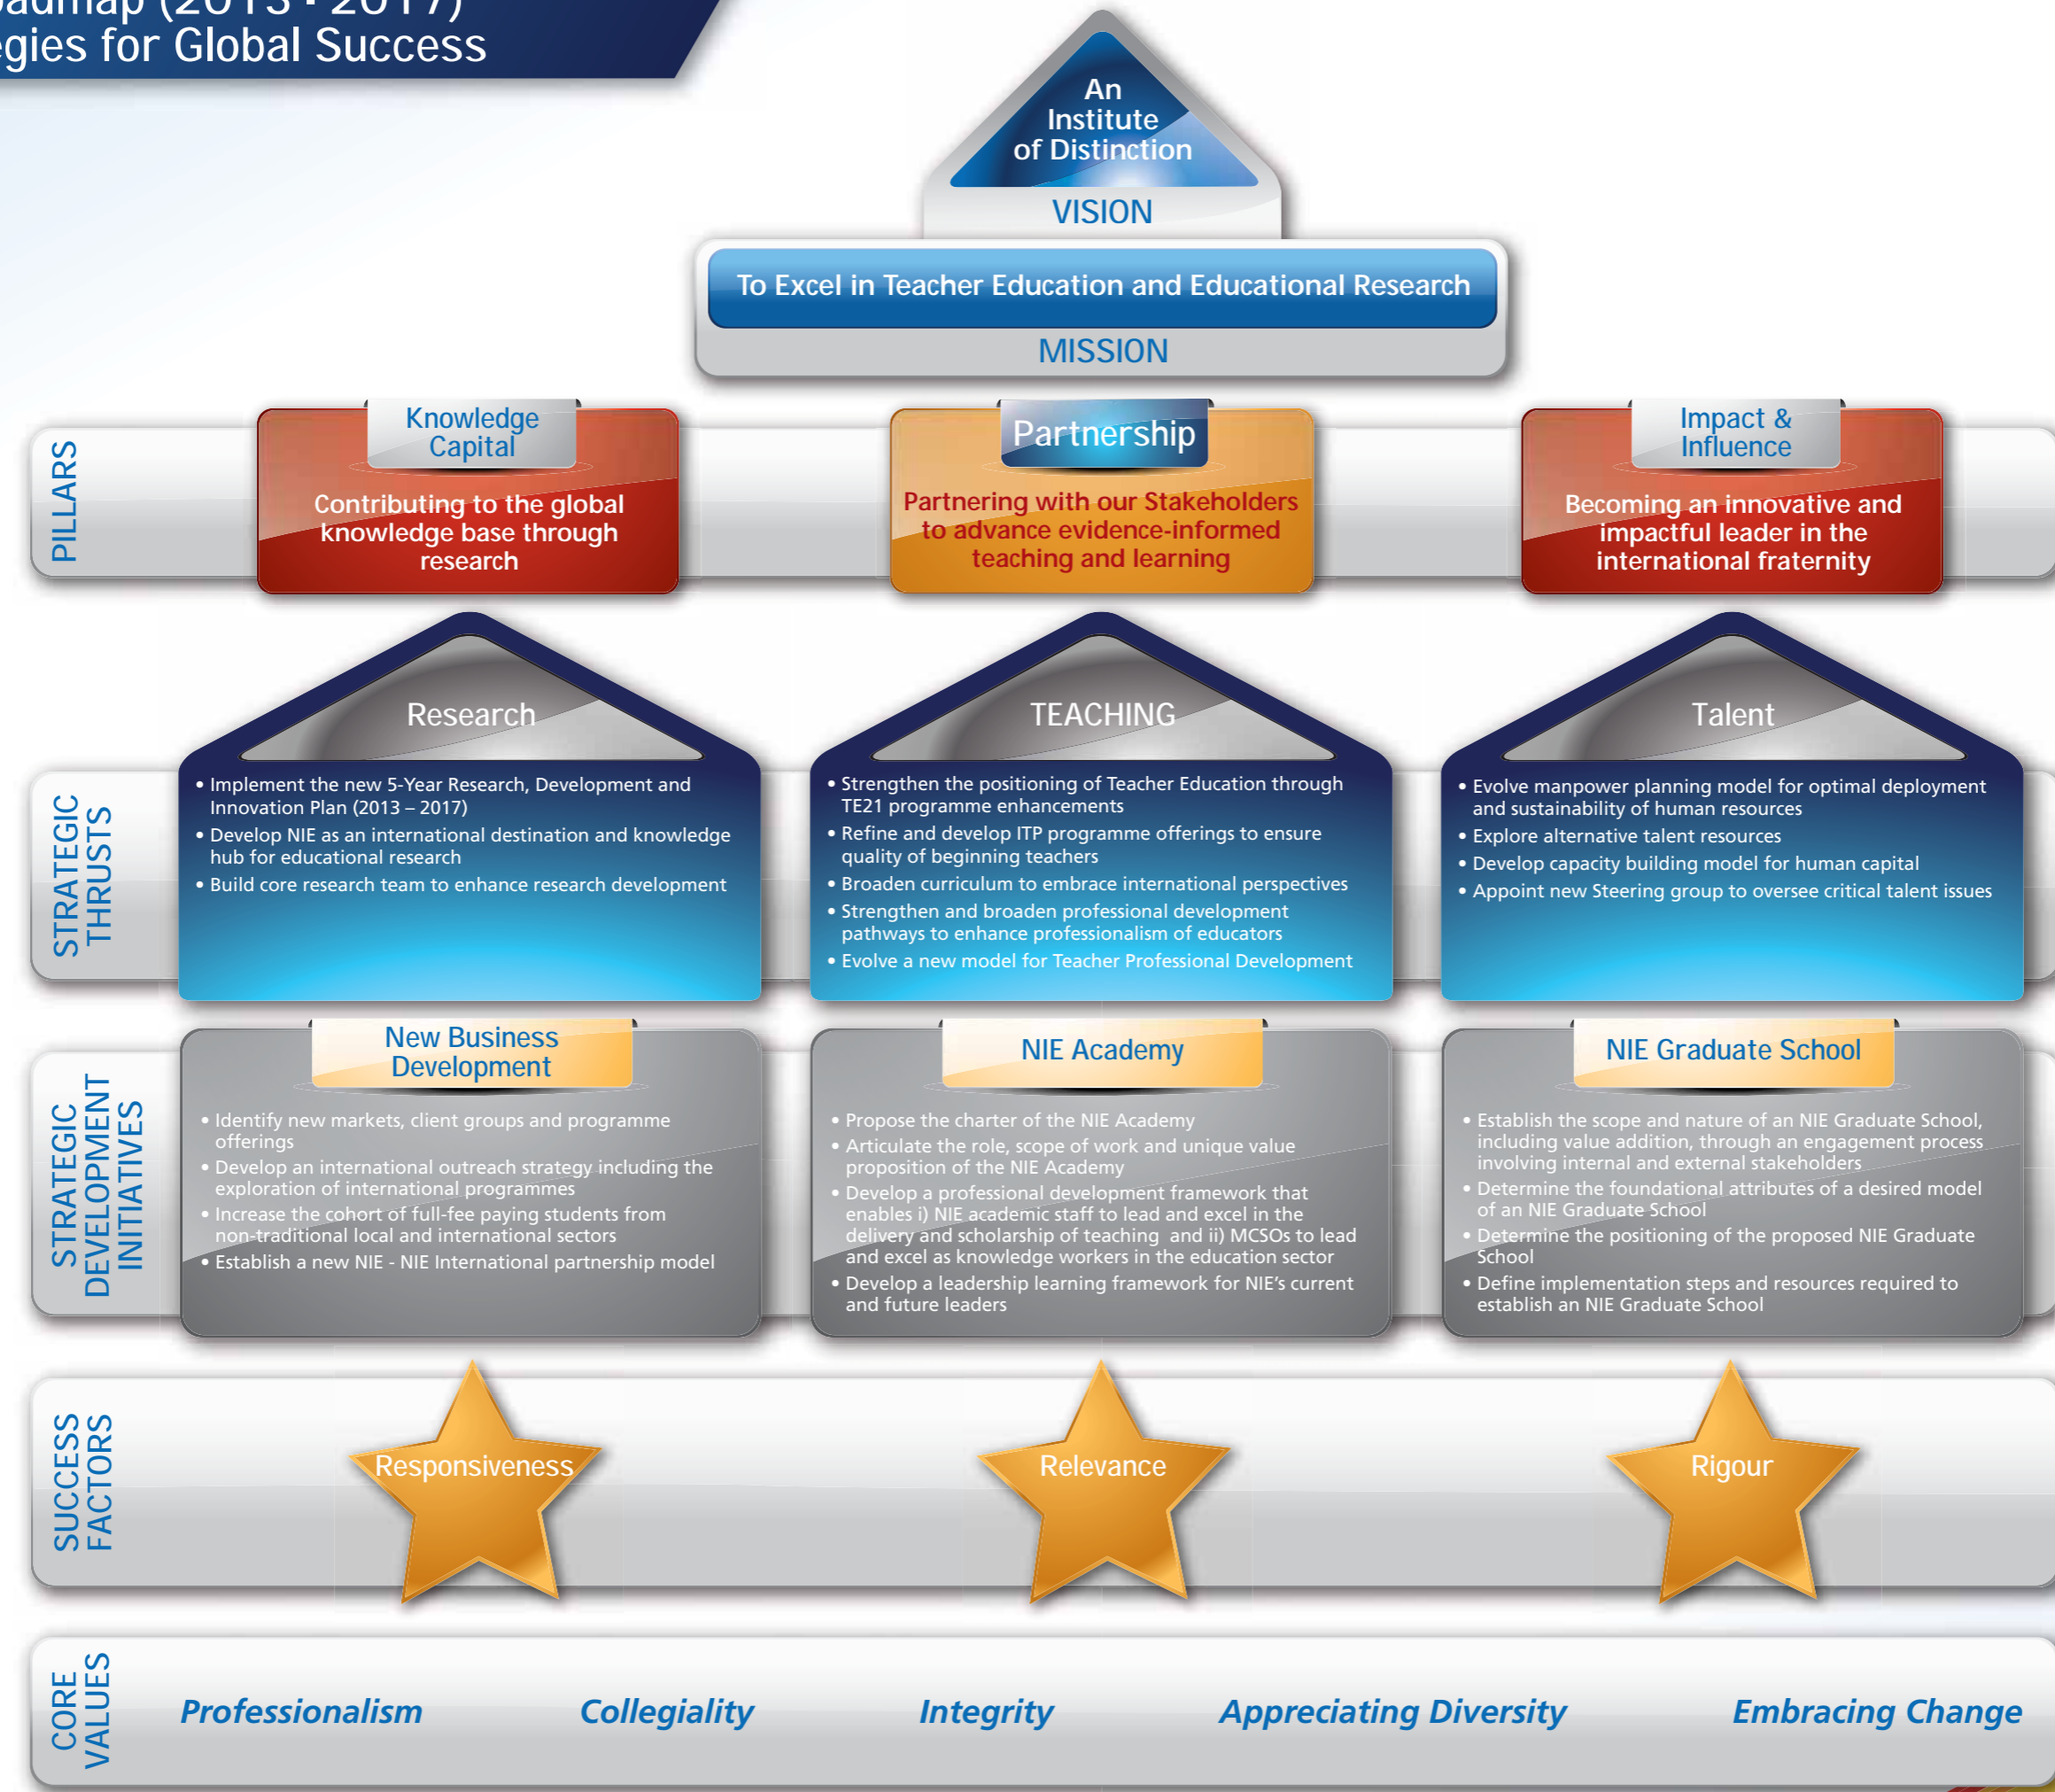 (2013 - 2017)
for Global Success
An
Institute
of Distinction
VISION
To Excel in Teacher Education and Educational Research
MISSION
PILLARS
Knowledge
Capital
Contributing to the global
knowledge base through
research
Partnership
Partnering with our Stakeholders
to advance evidence-informed
teaching and learning
Impact &
Influence
Becoming an innovative and
impactful leader in the
international fraternity
STRATEGIC
THRUSTS
Research
• Implement the new 5-Year Research, Development and
Innovation Plan (2013 – 2017)
• Develop NIE as an international destination and knowledge
hub for educational research
• Build core research team to enhance research development
TEACHING
• Strengthen the positioning of Teacher Education through
TE21 programme enhancements
• Refine and develop ITP programme offerings to ensure
quality of beginning teachers
• Broaden curriculum to embrace international perspectives
• Strengthen and broaden professional development
pathways to enhance professionalism of educators
• Evolve a new model for Teacher Professional Development
Talent
• Evolve manpower planning model for optimal deployment
and sustainability of human resources
• Explore alternative talent resources
• Develop capacity building model for human capital
• Appoint new Steering group to oversee critical talent issues
STRATEGIC
DEVELOPMENT
INITIATIVES
New Business
Development
• Identify new markets, client groups and programme
offerings
• Develop an international outreach strategy including the
exploration of international programmes
• Increase the cohort of full-fee paying students from
non-traditional local and international sectors
• Establish a new NIE - NIE International partnership model
NIE Academy
• Propose the charter of the NIE Academy
• Articulate the role, scope of work and unique value
proposition of the NIE Academy
• Develop a professional development framework that
enables i) NIE academic staff to lead and excel in the
delivery and scholarship of teaching and ii) MCSOs to lead
and excel as knowledge workers in the education sector
• Develop a leadership learning framework for NIE's current
and future leaders
NIE Graduate School
• Establish the scope and nature of an NIE Graduate School,
including value addition, through an engagement process
involving internal and external stakeholders
• Determine the foundational attributes of a desired model
of an NIE Graduate School
• Determine the positioning of the proposed NIE Graduate
School
• Define implementation steps and resources required to
establish an NIE Graduate School
SUCCESS
FACTORS
Responsiveness
Relevance
Rigour
CORE
VALUES
Professionalism
Collegiality
Integrity
Appreciating Diversity
Embracing Change